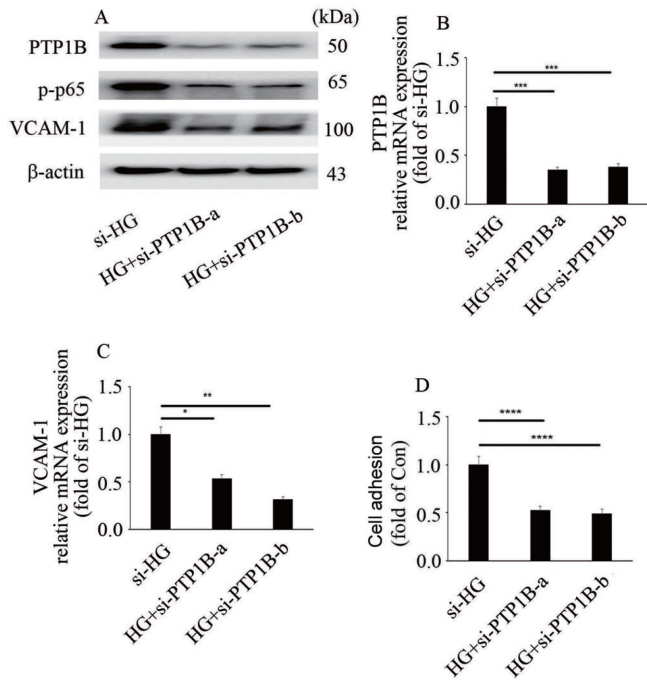 A
(kDa)
PTP1B
50
p-p65
65
VCAM-1
100
β-actin
43
si-HG
HG+si-PTP1B-a
HG+si-PTP1B-b
B
PTP1B
relative mRNA expression
(fold of si-HG)
1.5
1.0
0.5
0.0
***
***
si-HG
HG+si-PTP1B-a
HG+si-PTP1B-b
C
VCAM-1
relative mRNA expression
(fold of si-HG)
1.5
1.0
0.5
0.0
**
*
si-HG
HG+si-PTP1B-a
HG+si-PTP1B-b
D
Cell adhesion
(fold of Con)
1.5
1.0
0.5
0.0
****
****
si-HG
HG+si-PTP1B-a
HG+si-PTP1B-b